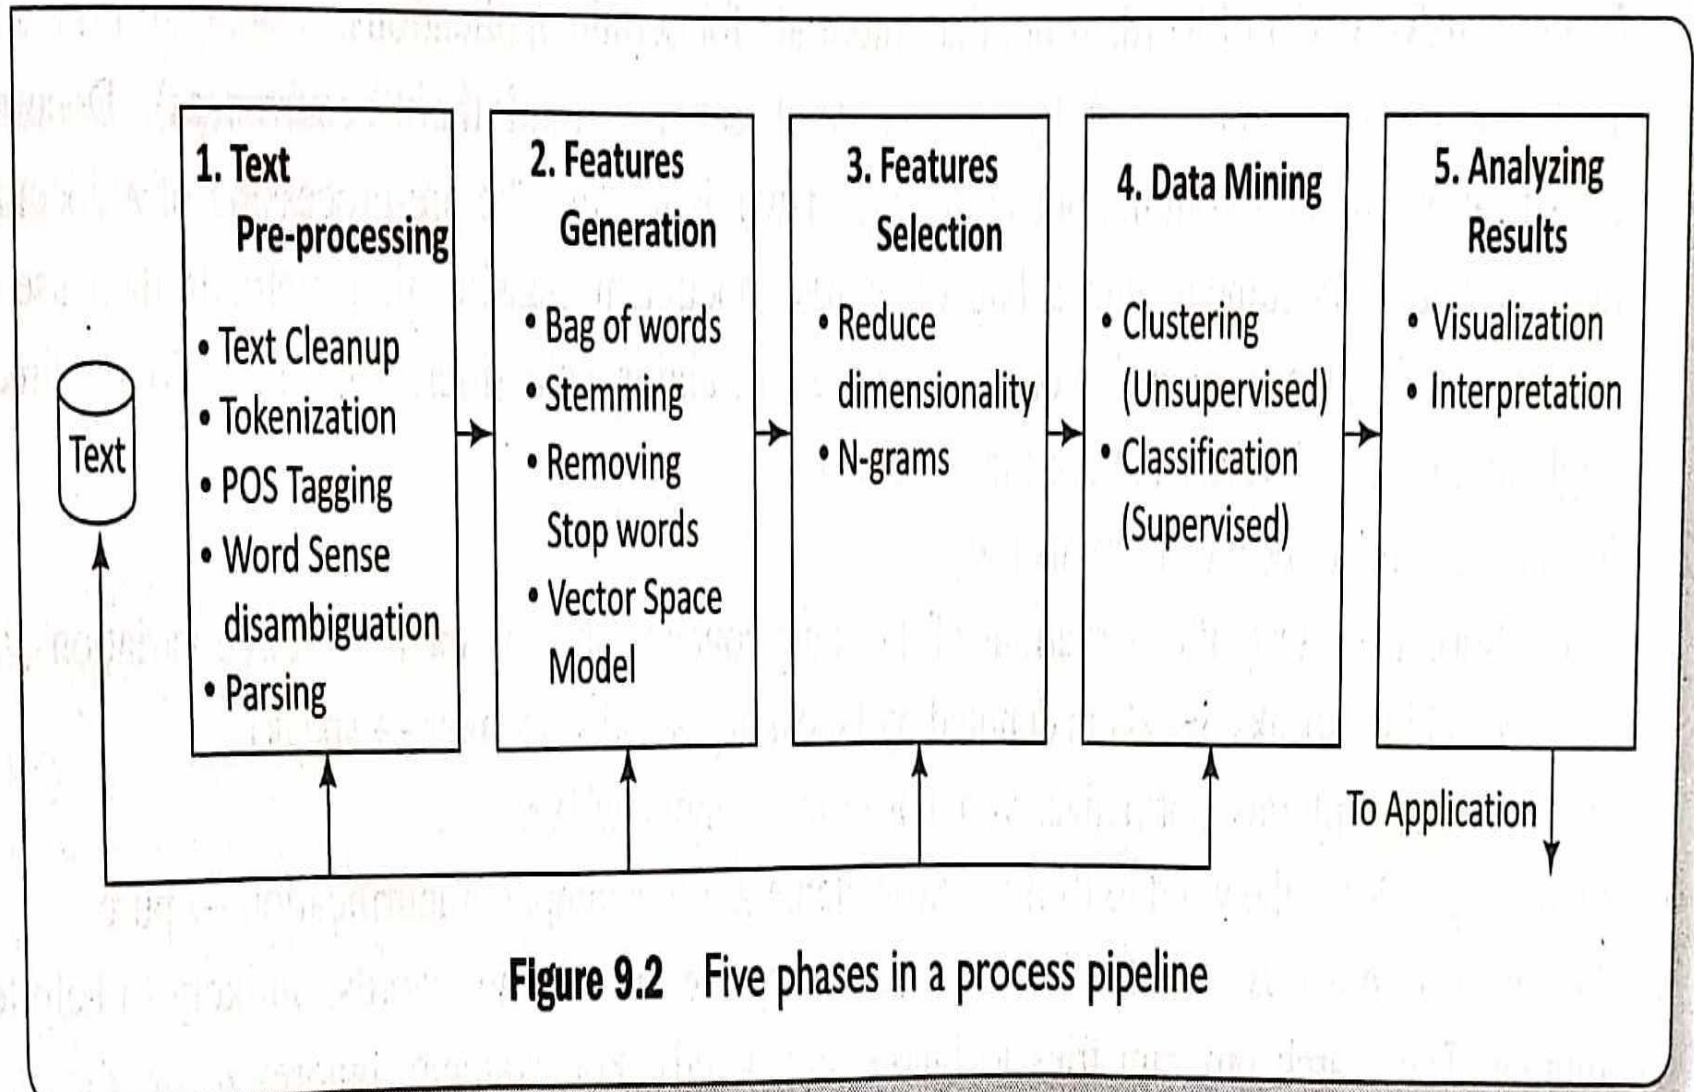 Text
1. Text
Pre-processing
• Text Cleanup
• Tokenization
• POS Tagging
• Word Sense
disambiguation
• Parsing
2. Features
Generation
• Bag of words
• Stemming
• Removing
Stop words
• Vector Space
Model
3. Features
Selection
• Reduce
dimensionality
• N-grams
4. Data Mining
• Clustering
(Unsupervised)
• Classification
(Supervised)
5. Analyzing
Results
• Visualization
• Interpretation
To Application
Figure 9.2 Five phases in a process pipeline